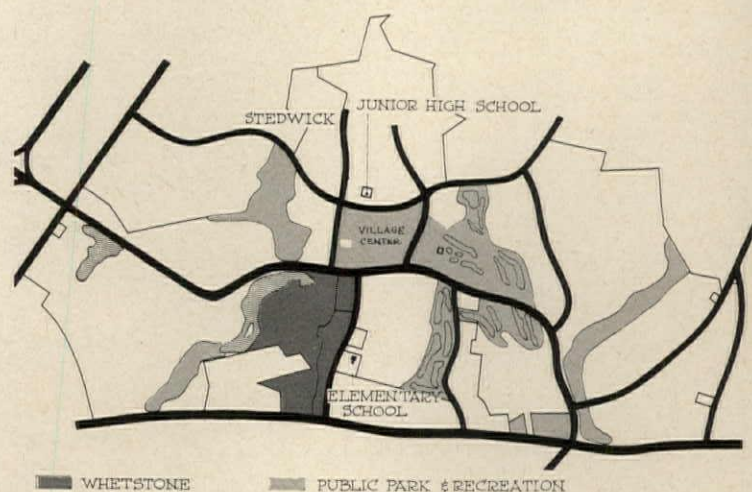 STEDWICK
JUNIOR HIGH SCHOOL
VILLAGE
CENTER
ELEMENTARY
SCHOOL
WHETSTONE
PUBLIC PARK & RECREATION